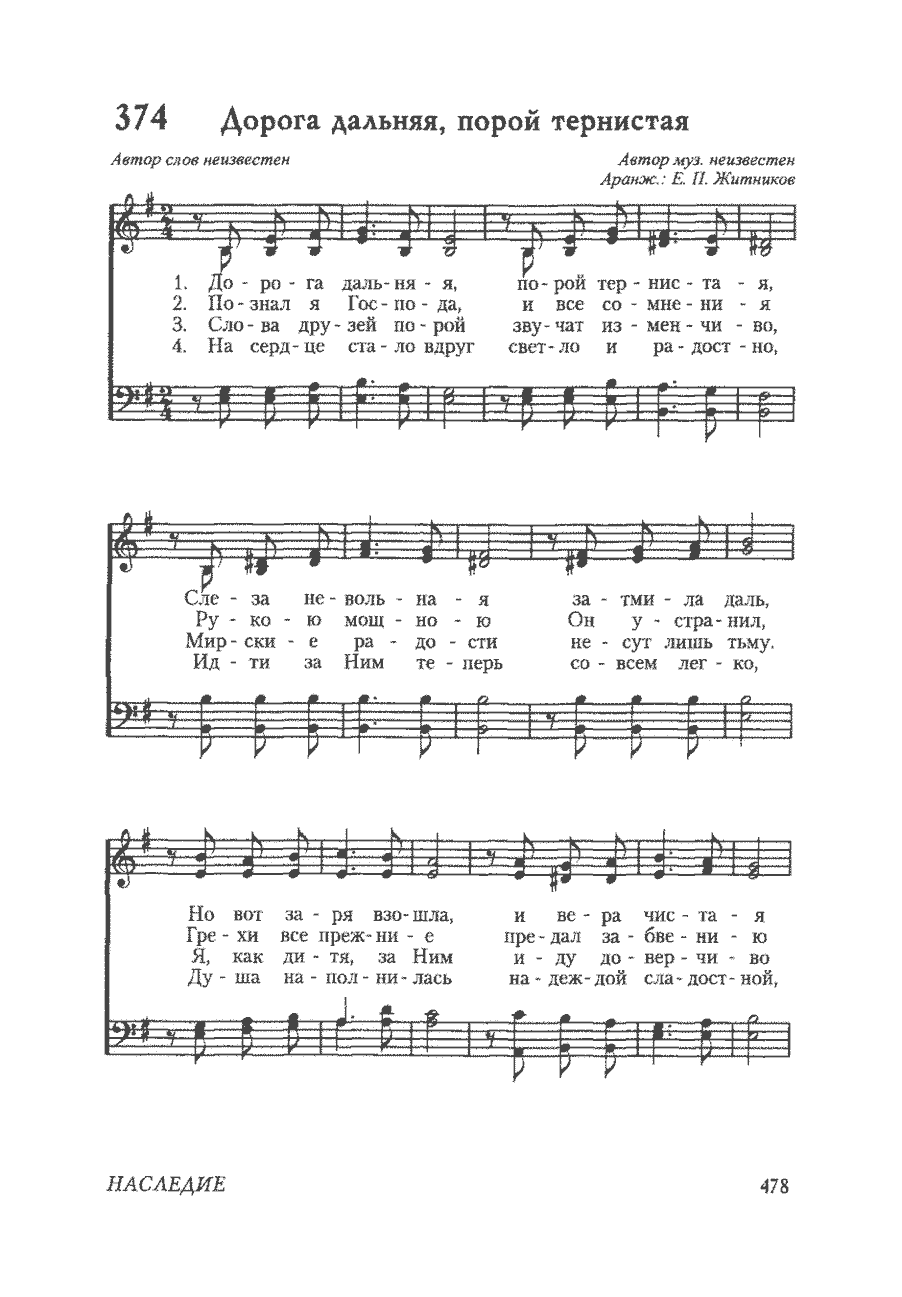 374 Дорога дальняя, порой тернистая
Автор слов неизвестен Автор муз. неизвестен
Аранж.: Е. П. Житников
1. До - ро - га даль-ня - я, по-рой тер - нис - та - я,
2. По-знал я Гос-по - да, и все со - мне - ни - я
3. Сло-ва дру-зей по - рой зву-чат из - мен - чи - во,
4. На серд-це ста - ло вдруг свет-ло и ра - дост - но,
Сле - за не - воль - на - я за - тми - ла даль,
Ру - ко - ю мощ - но - ю Он у - стра-нил,
Мир-ски - е ра - до - сти не - сут лишь тьму.
Ид - ти за Ним те - перь со - всем лег - ко,
Но вот за - ря взо-шла, и ве - ра чис - та - я
Гре - хи все преж-ни - е пре-дал за - бве - ни - ю
Я, как ди - тя, за Ним и - ду до - вер - чи - во
Ду - ша на - пол-ни-лась на - деж-дой сла-дост-ной,
НАСЛЕДИЕ 478